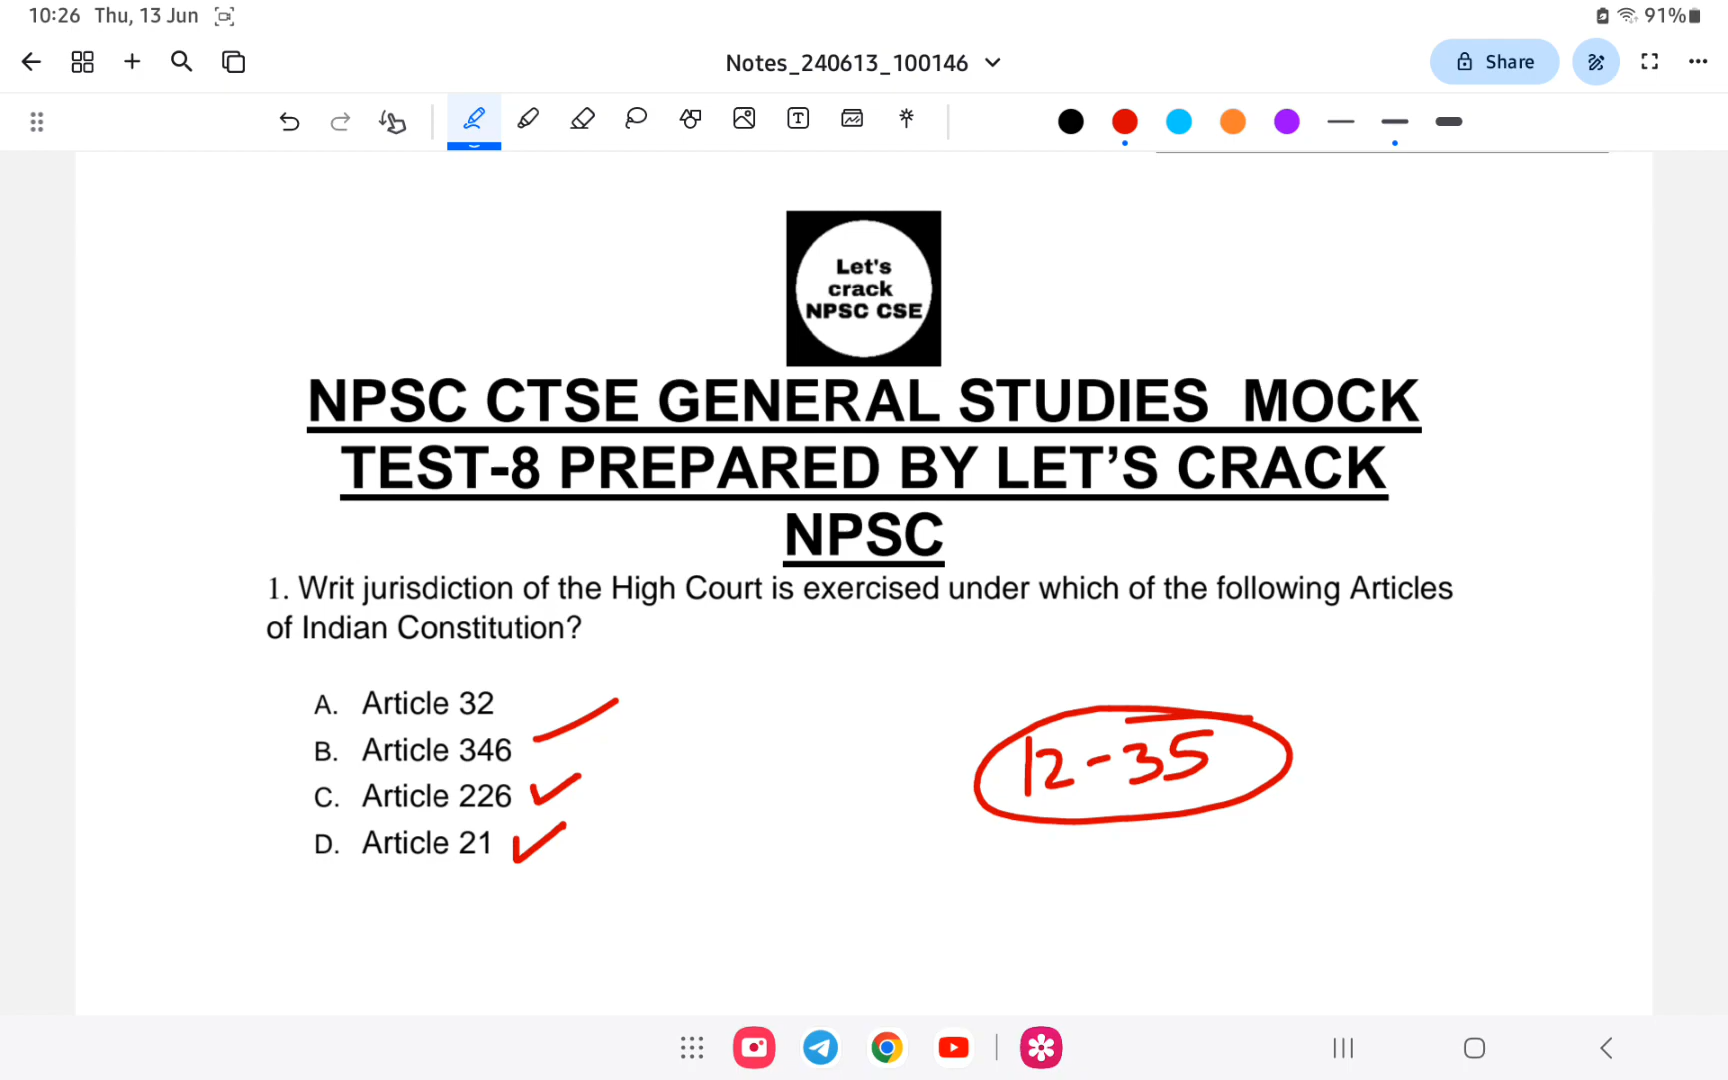 10:26 Thu, 13 Jun
91%
Notes_240613_100146
Share
Let's
crack
NPSC CSE
NPSC CTSE GENERAL STUDIES MOCK
TEST-8 PREPARED BY LET’S CRACK
NPSC
1. Writ jurisdiction of the High Court is exercised under which of the following Articles
of Indian Constitution?
A. Article 32
B. Article 346
C. Article 226
D. Article 21
12-35